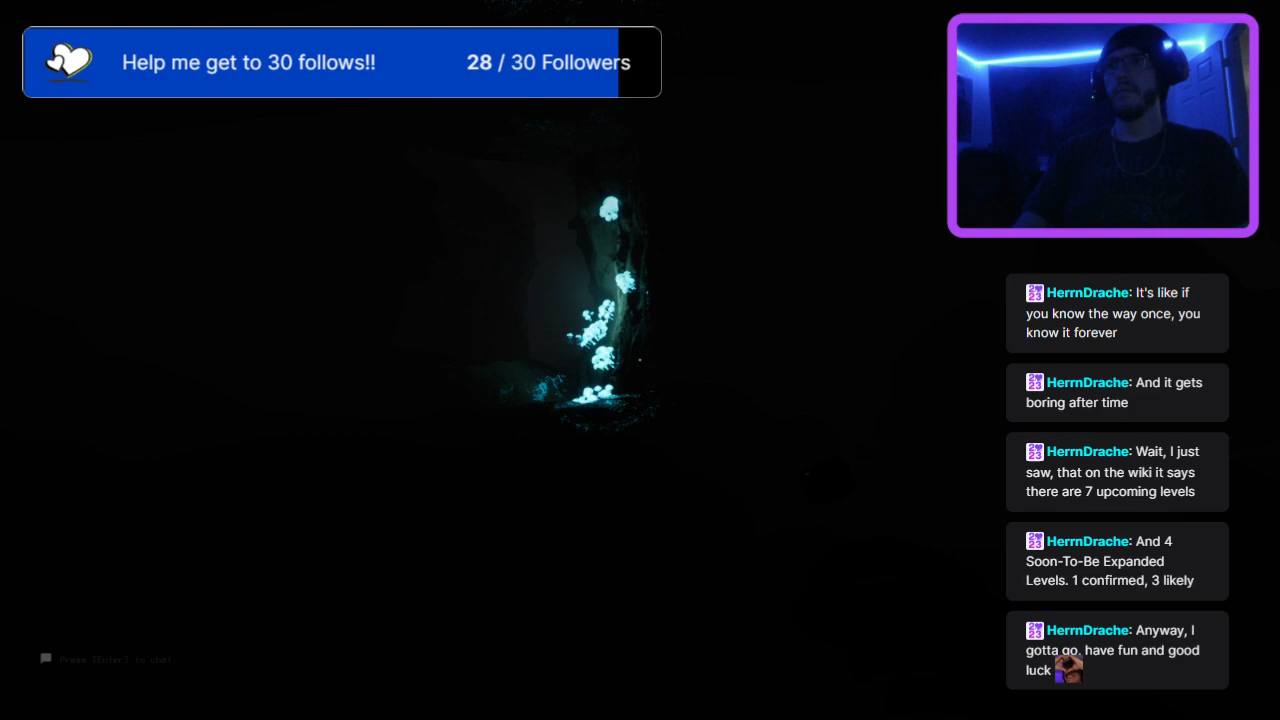 Help me get to 30 follows!! 28 / 30 Followers
HerrnDrache: It's like if
you know the way once, you
know it forever
HerrnDrache: And it gets
boring after time
HerrnDrache: Wait, I just
saw, that on the wiki it says
there are 7 upcoming levels
HerrnDrache: And 4
Soon-To-Be Expanded
Levels. 1 confirmed, 3 likely
HerrnDrache: Anyway, I
gotta go, have fun and good
luck
Press [Enter] to chat